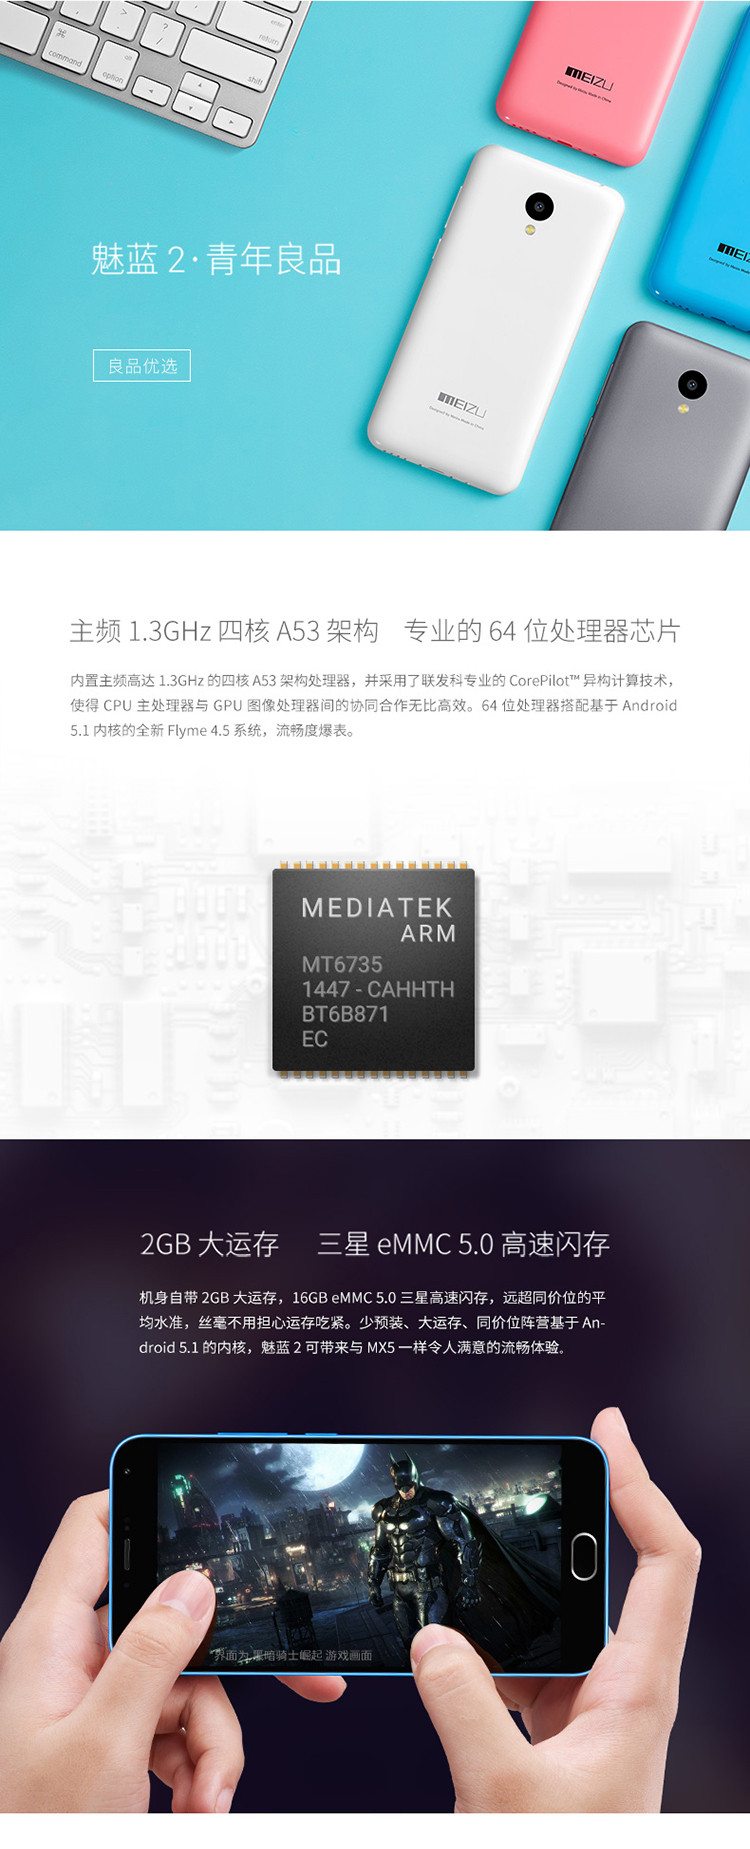 enter
return
command
option
shift
MEIZU
Designed by Meizu Made in China
MEIZ
魅蓝 2·青年良品
良品优选
MEIZU
Designed by Meizu Made in China
主频 1.3GHz 四核 A53 架构 专业的 64 位处理器芯片
内置主频高达 1.3GHz 的四核 A53 架构处理器，并采用了联发科专业的 CorePilot™ 异构计算技术，
使得 CPU 主处理器与 GPU 图像处理器间的协同合作无比高效。64 位处理器搭配基于 Android
5.1 内核的全新 Flyme 4.5 系统，流畅度爆表。
MEDIATEK
ARM
MT6735
1447 - CAHHTH
BT6B871
EC
2GB 大运存 三星 eMMC 5.0 高速闪存
机身自带 2GB 大运存，16GB eMMC 5.0 三星高速闪存，远超同价位的平
均水准，丝毫不用担心运存吃紧。少预装、大运存、同价位阵营基于 An-
droid 5.1 的内核，魅蓝 2 可带来与 MX5 一样令人满意的流畅体验。
界面为 黑暗骑士崛起 游戏画面